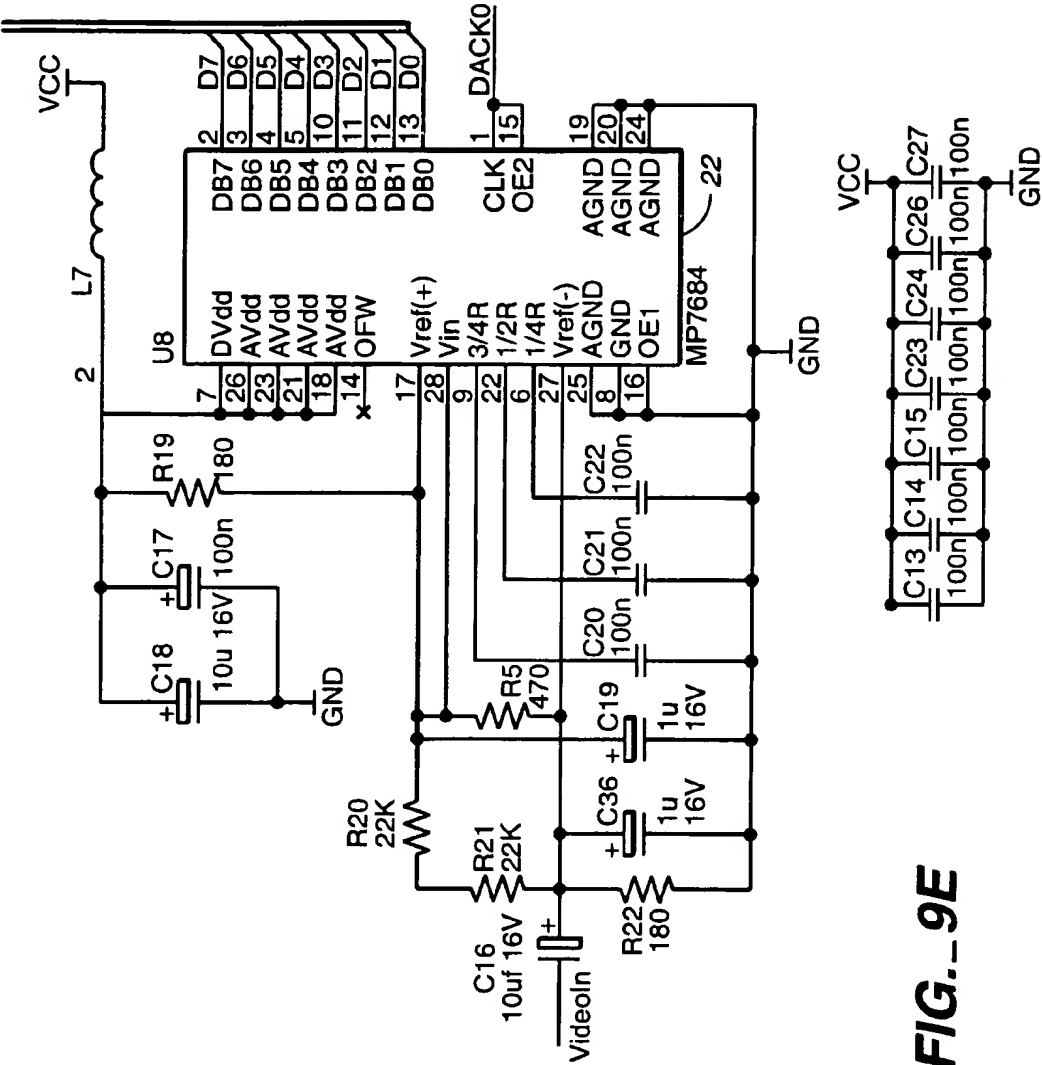 VCC
L7
2
U8
7 DVdd
26 AVdd
23 AVdd
21 AVdd
18 AVdd
14 OFW
17 Vref(+)
28 Vin
9 3/4R
22 1/2R
6 1/4R
27 Vref(-)
25 AGND
8 GND
16 OE1
DB7 2 D7
DB6 3 D6
DB5 4 D5
DB4 5 D4
DB3 10 D3
DB2 11 D2
DB1 12 D1
DB0 13 D0
CLK 1
OE2 15
DACK0
AGND 19
AGND 20
AGND 24
MP7684
22
R19
180
C17
100n
C18
10u 16V
GND
R20
22K
R21
22K
R5
470
C22
100n
C21
100n
C20
100n
C19
1u
16V
C36
1u
16V
R22
180
C16
10uf 16V
VideoIn
GND
VCC
C13 C14 C15 C23 C24 C26 C27
100n 100n 100n 100n 100n 100n 100n
GND
FIG._9E